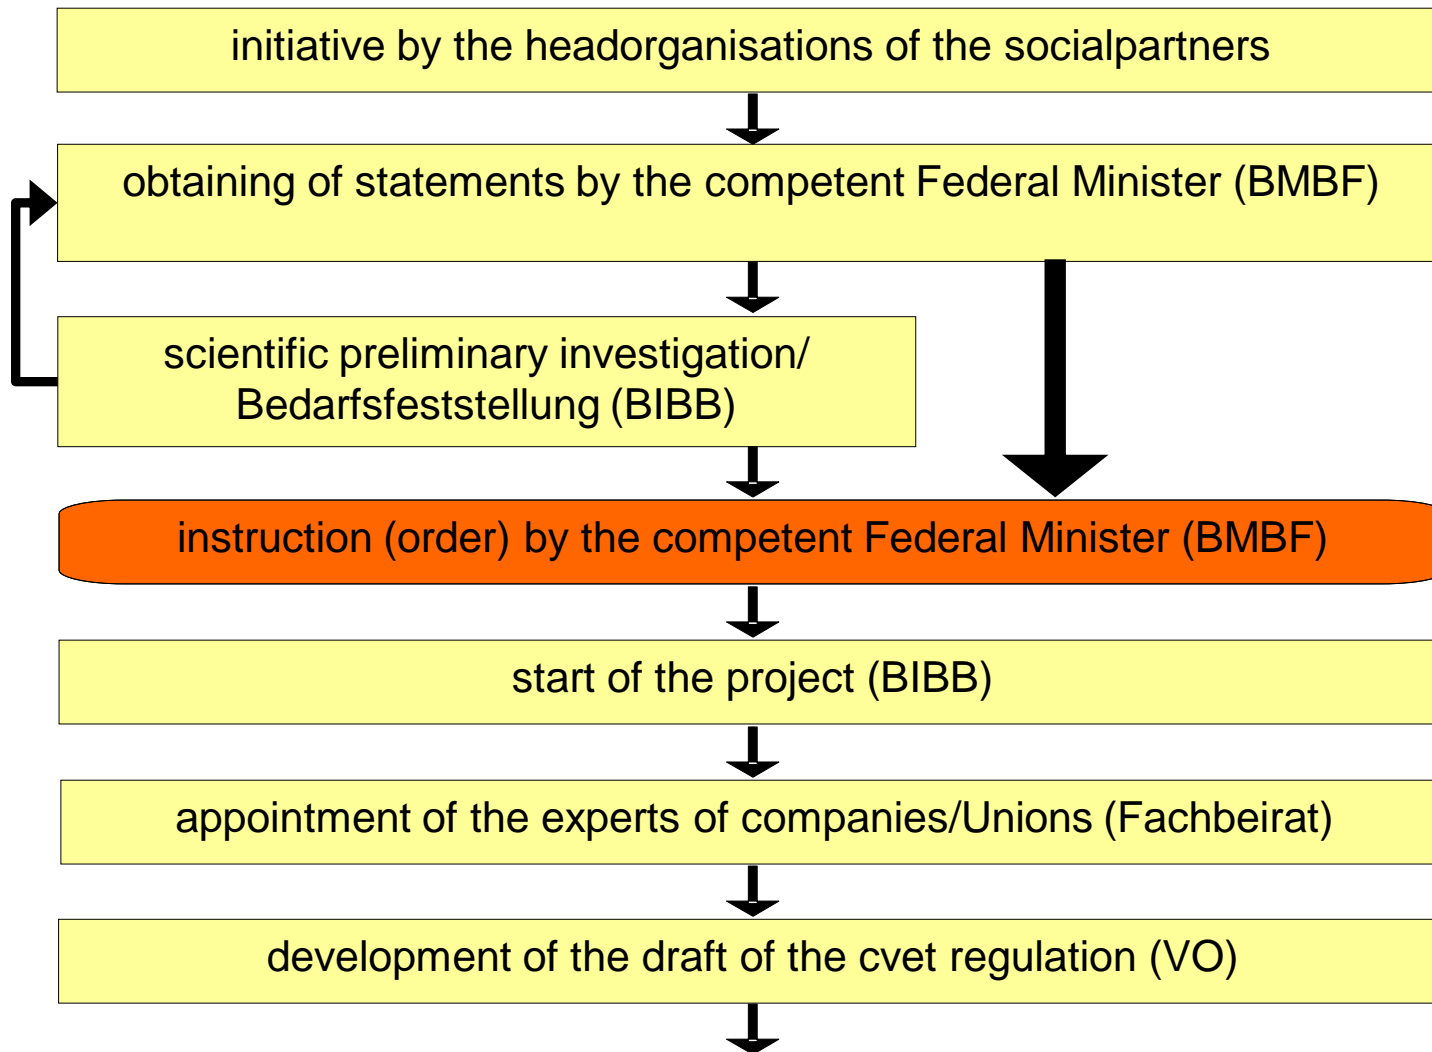 initiative by the headorganisations of the socialpartners
obtaining of statements by the competent Federal Minister (BMBF)
scientific preliminary investigation/
Bedarfsfeststellung (BIBB)
instruction (order) by the competent Federal Minister (BMBF)
start of the project (BIBB)
appointment of the experts of companies/Unions (Fachbeirat)
development of the draft of the cvet regulation (VO)